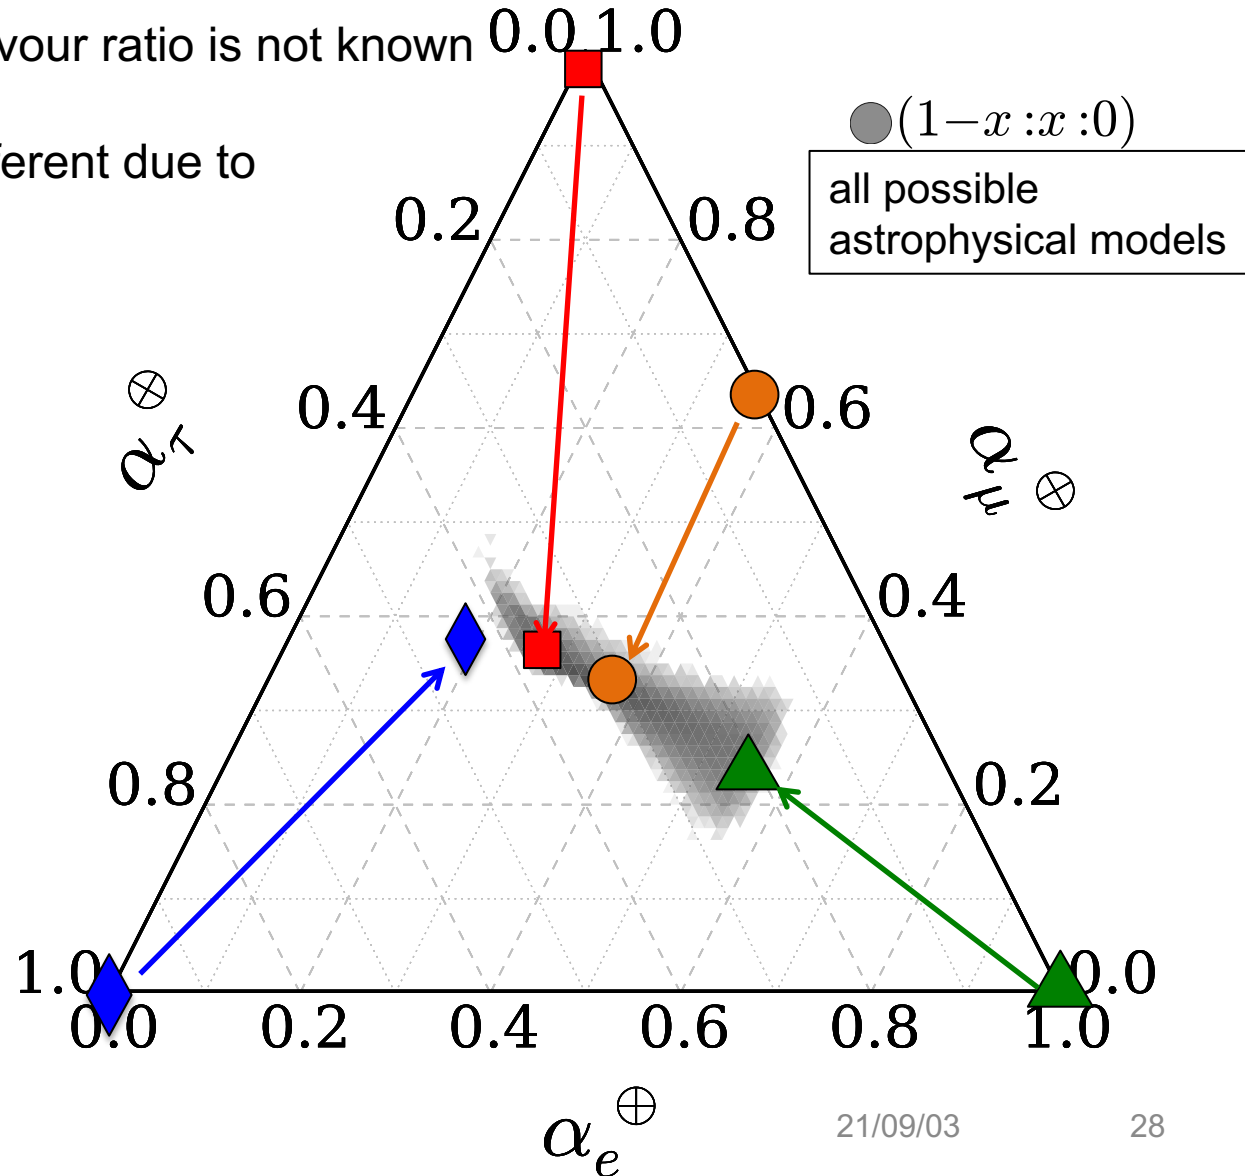 vour ratio is not known
0.0 1.0
(1−x:x:0)
ferent due to
all possible
astrophysical models
0.2
0.8
0.4
0.6
α_τ^⊗
α_μ^⊗
0.6
0.4
0.8
0.2
1.0
0.0
0.0 0.2 0.4 0.6 0.8 1.0
α_e^⊕
21/09/03 28